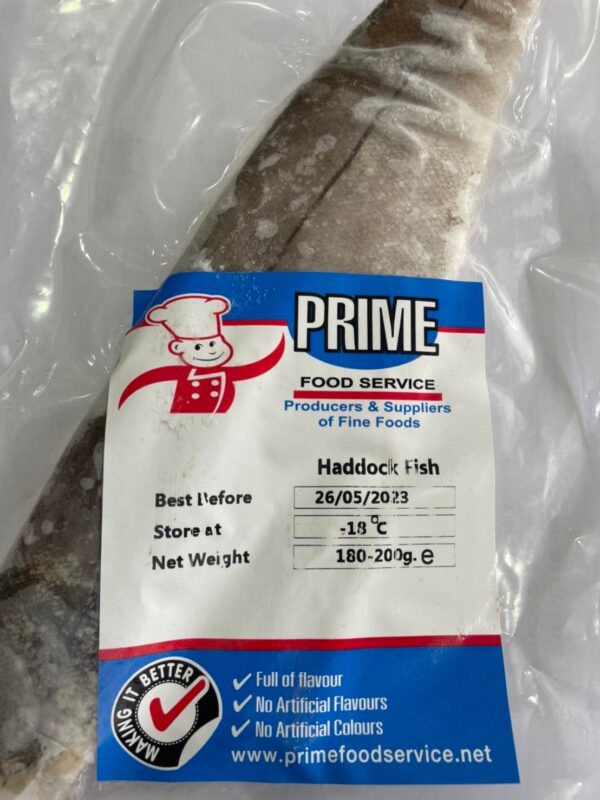 PRIME
FOOD SERVICE
Producers & Suppliers
of Fine Foods
Haddock Fish
Best Before 26/05/2023
Store at -18 °C
Net Weight 180-200g. e
MAKING IT BETTER
Full of flavour
No Artificial Flavours
No Artificial Colours
www.primefoodservice.net